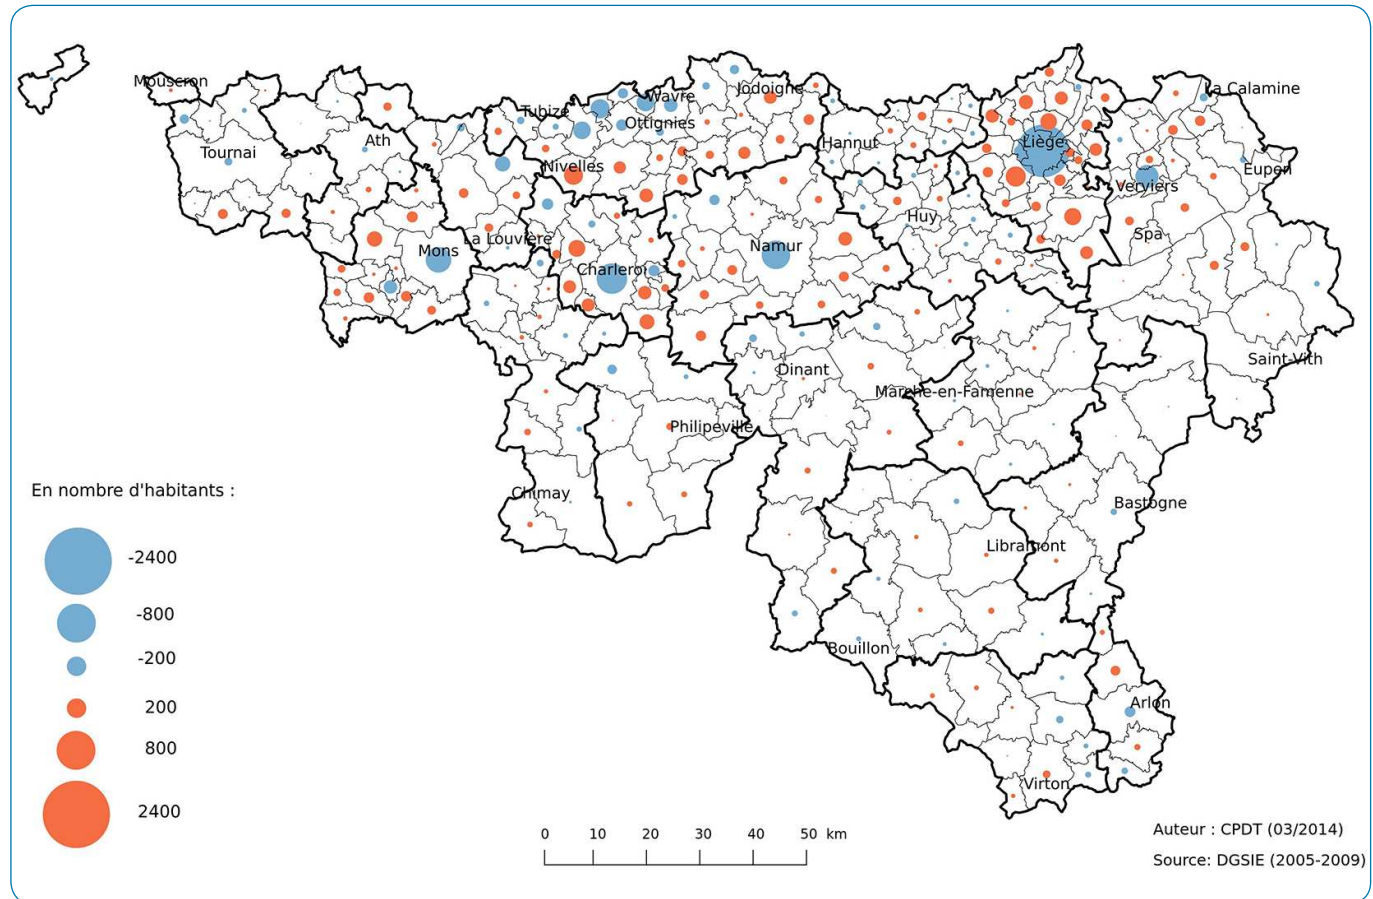 Mouscron
La Calamine
Jodoigne
Wavre
Tubize
Ottignies
Ath
Hannut
Liège
Tournai
Nivelles
Eupen
Verviers
Huy
Spa
La Louvière
Mons
Namur
Charleroi
Saint-Vith
Dinant
Marche-en-Famenne
Philipeville
En nombre d'habitants :
Chimay
Bastogne
-2400
Libramont
-800
-200
Bouillon
200
Arlon
800
Virton
2400
0 10 20 30 40 50 km
Auteur : CPDT (03/2014)
Source: DGSIE (2005-2009)